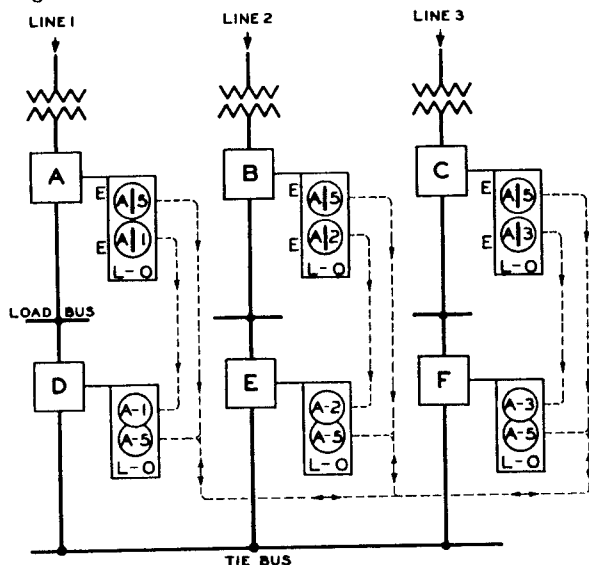 LINE 1 LINE 2 LINE 3
A B C
E A|5 E A|5 A|5
E A|1 E A|2 A|3
L-O L-O L-O
LOAD BUS
D E F
A-1 A-2 A-3
A-5 A-5 A-5
L-O L-O L-O
TIE BUS